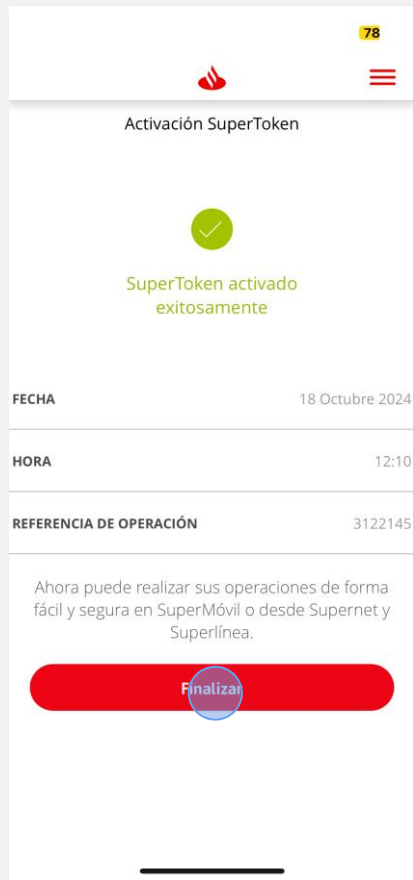 78
Activación SuperToken
SuperToken activado
exitosamente
FECHA 18 Octubre 2024
HORA 12:10
REFERENCIA DE OPERACIÓN 3122145
Ahora puede realizar sus operaciones de forma
fácil y segura en SuperMóvil o desde Supernet y
Superlínea.
Finalizar